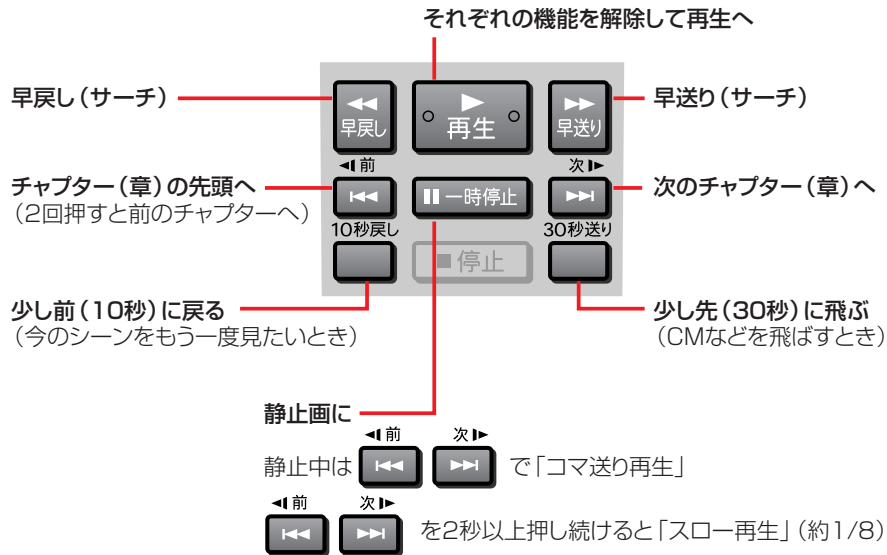 それぞれの機能を解除して再生へ
早戻し（サーチ）
早戻し
再生
早送り
早送り（サーチ）
前
次
チャプター（章）の先頭へ
（2回押すと前のチャプターへ）
一時停止
次のチャプター（章）へ
10秒戻し
30秒送り
停止
少し前（10秒）に戻る
（今のシーンをもう一度見たいとき）
少し先（30秒）に飛ぶ
（CMなどを飛ばすとき）
静止画に
前 次
静止中は で「コマ送り再生」
前 次
を2秒以上押し続けると「スロー再生」（約1/8）